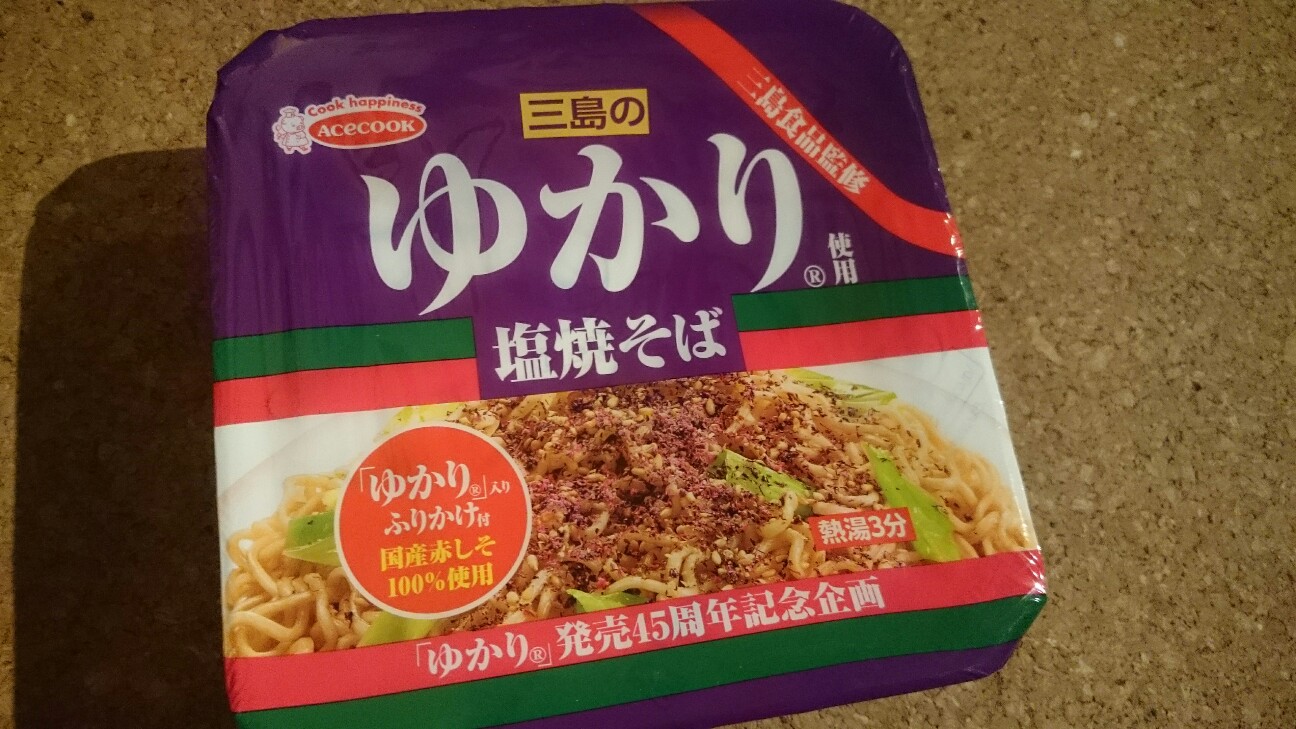 Cook happiness
ACECOOK
三島の
三島食品監修
ゆかり®
使用
塩焼そば
「ゆかり®」入り
ふりかけ付
国産赤しそ
100%使用
熱湯3分
「ゆかり®」発売45周年記念企画